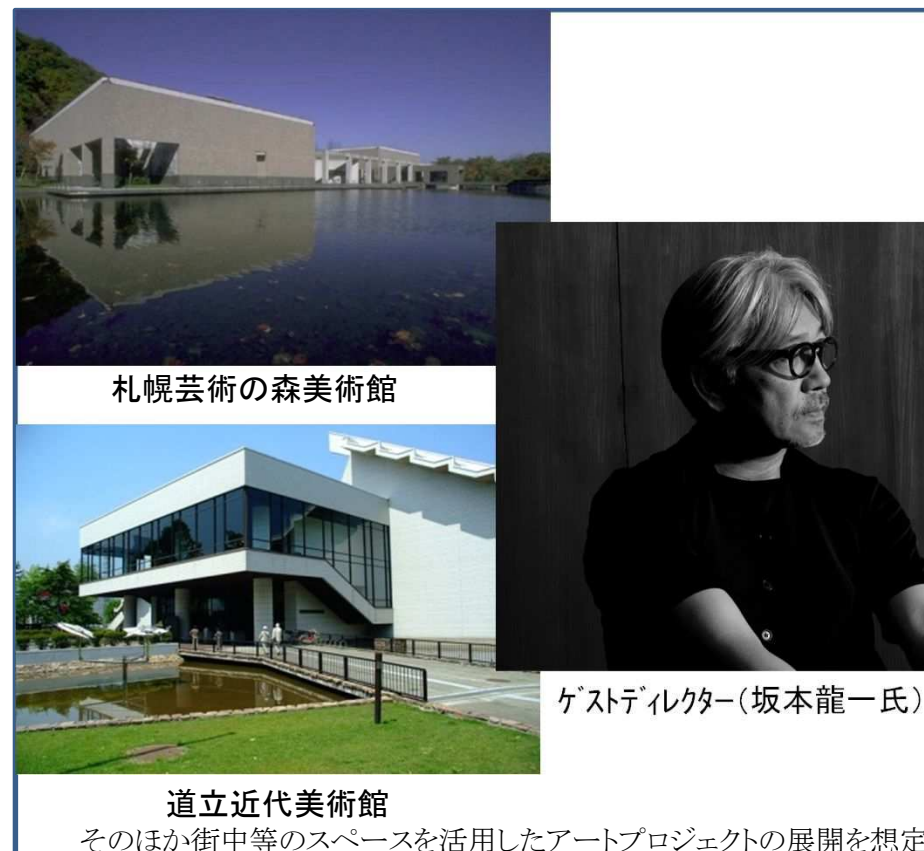 札幌芸術の森美術館
ゲストディレクター(坂本龍一氏)
道立近代美術館
そのほか街中等のスペースを活用したアートプロジェクトの展開を想定